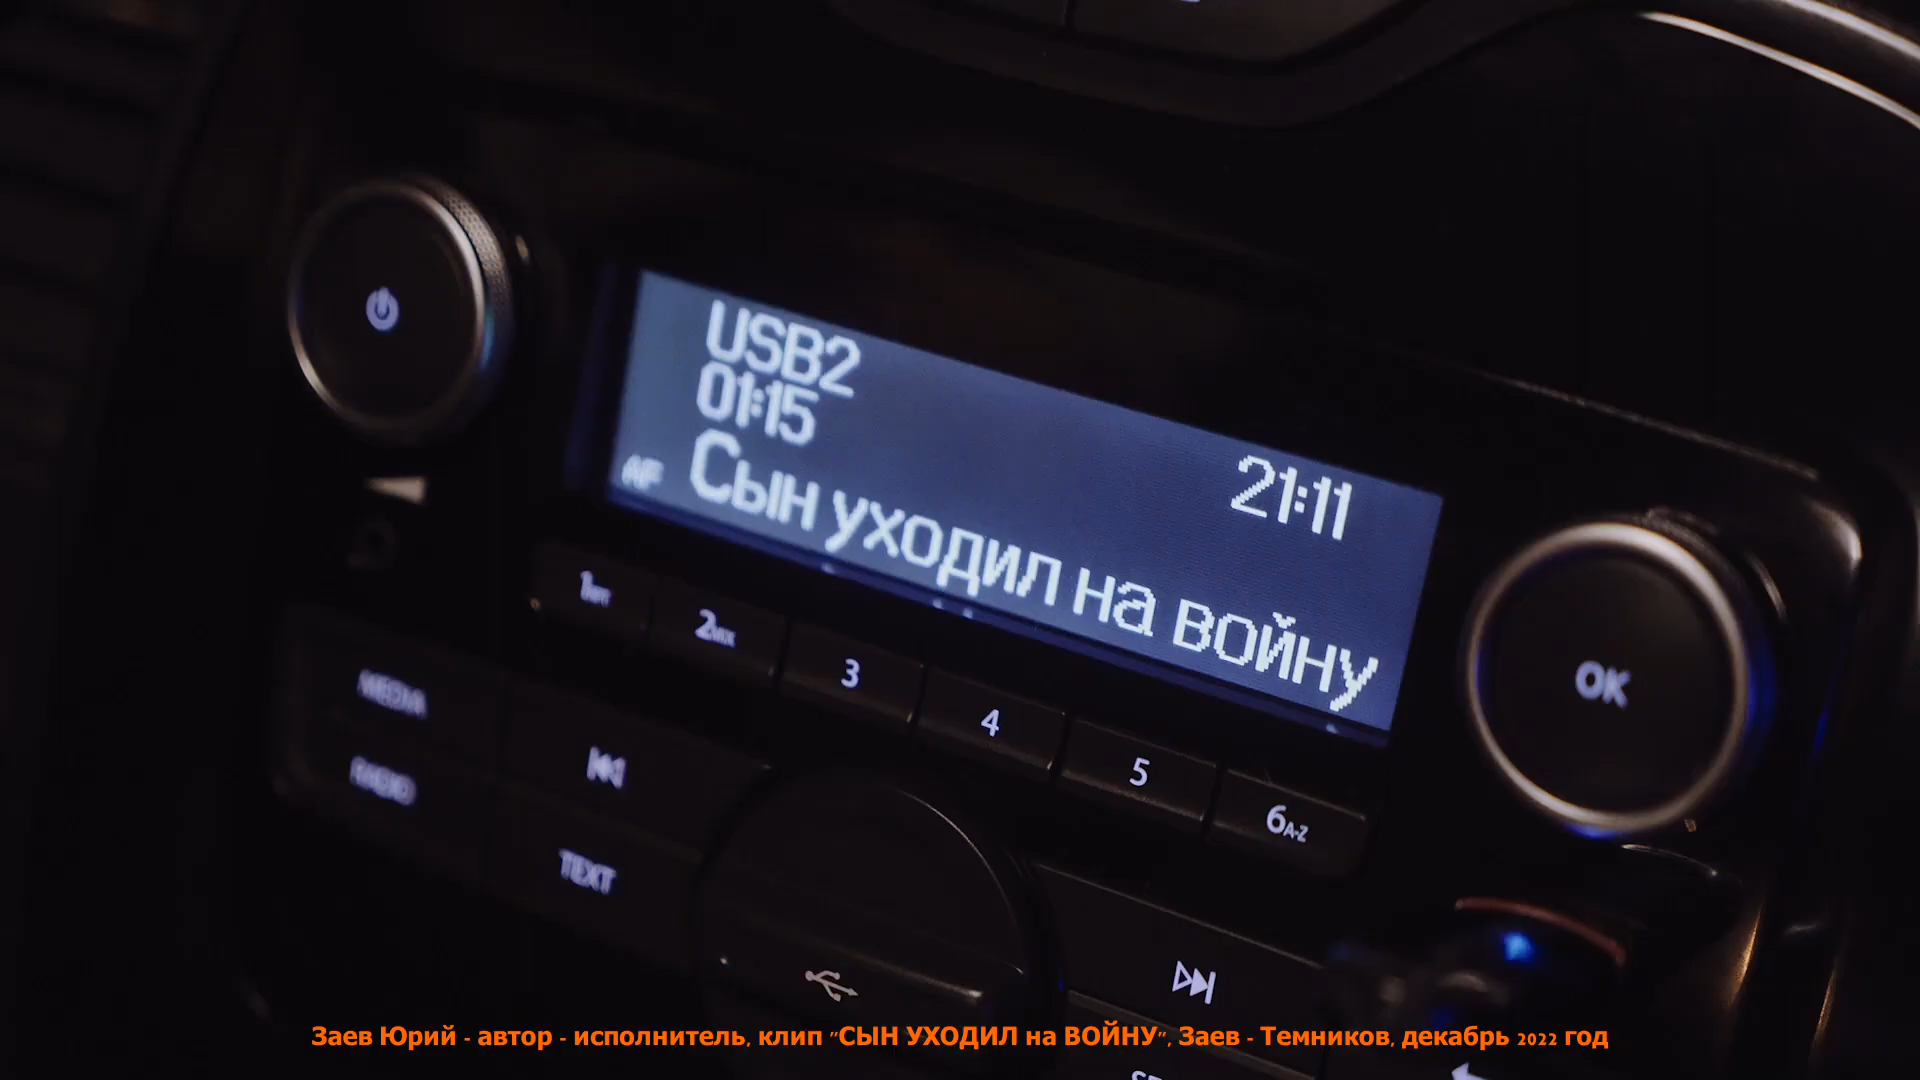 USB2
01:15
21:11
AF
Сын уходил на войну
1
2MIX
3
4
5
6A-Z
OK
MEDIA
RADIO
TEXT
Заев Юрий - автор - исполнитель, клип "СЫН УХОДИЛ на ВОЙНУ", Заев - Темников, декабрь 2022 год